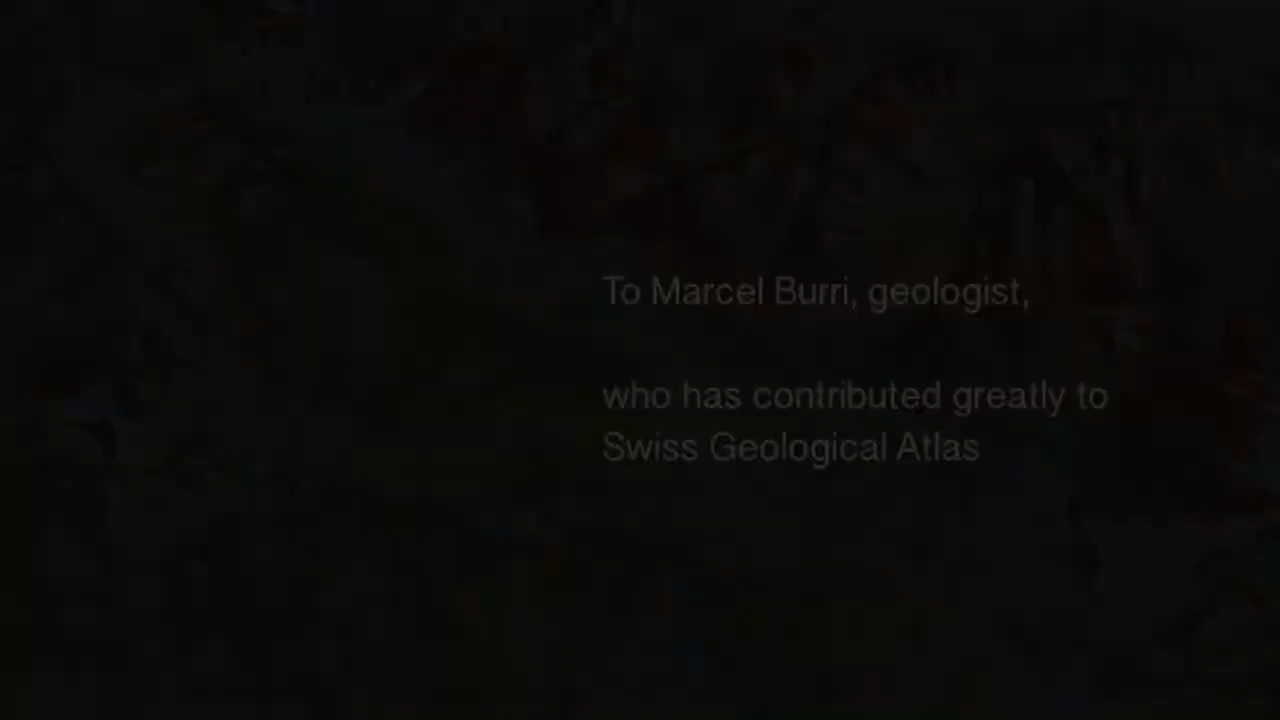 To Marcel Burri, geologist,
who has contributed greatly to
Swiss Geological Atlas